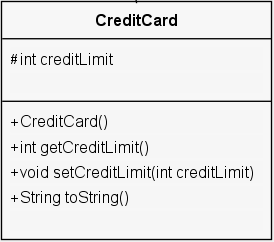 CreditCard
#int creditLimit
+CreditCard()
+int getCreditLimit()
+void setCreditLimit(int creditLimit)
+String toString()